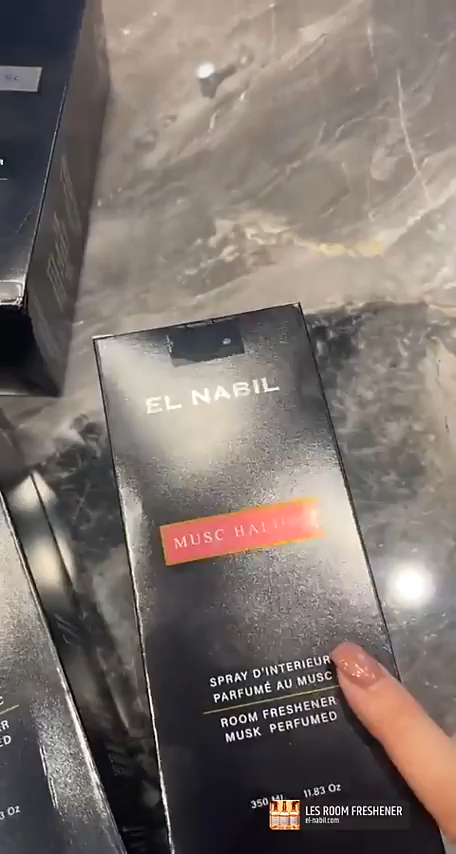 EL NABIL
MUSC
SPRAY D'INTERIEUR
PARFUMÉ AU MUSC
ROOM FRESHENER
MUSK PERFUMED
350 ML 11.83 Oz
LES ROOM FRESHENER
el-nabil.com